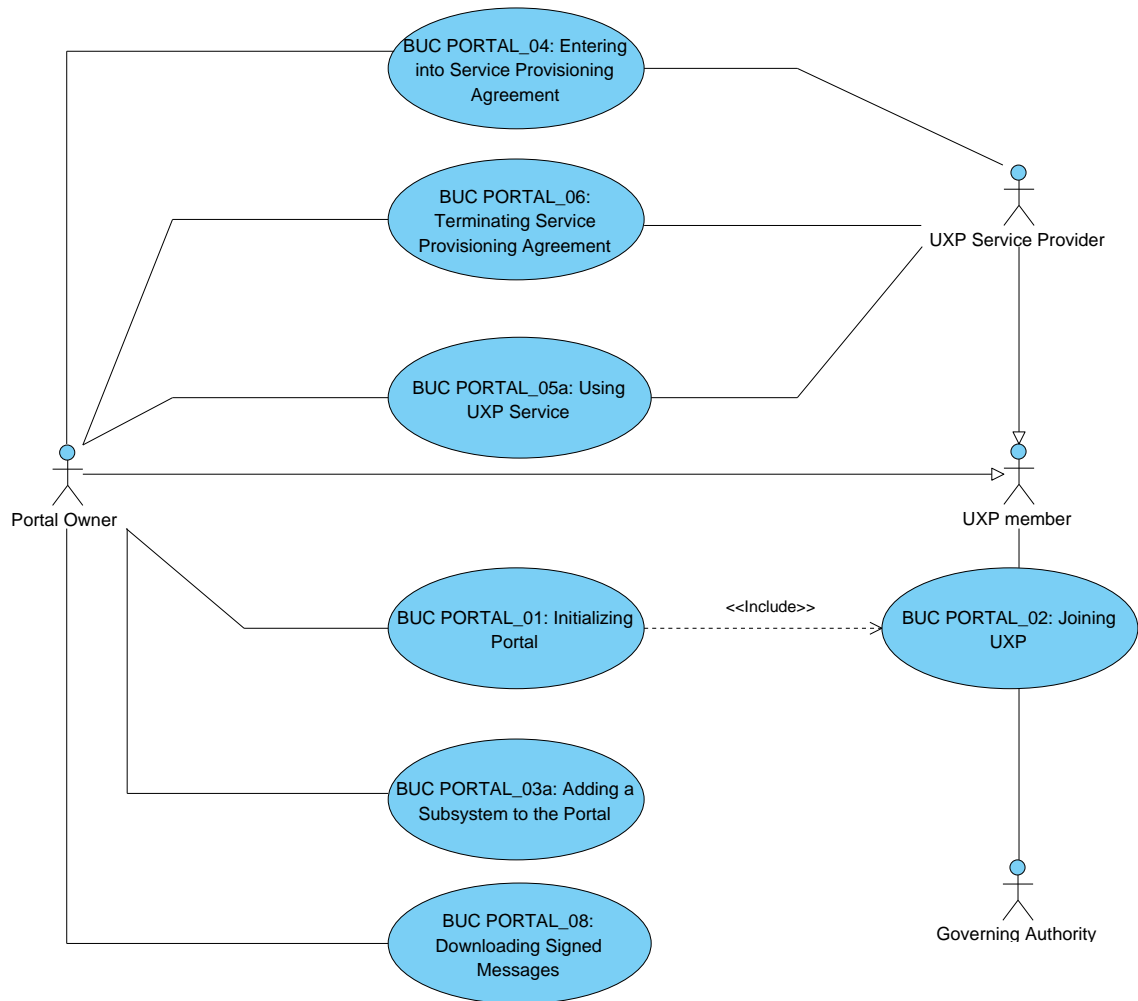 BUC PORTAL_04: Entering
into Service Provisioning
Agreement
BUC PORTAL_06:
Terminating Service
Provisioning Agreement
UXP Service Provider
BUC PORTAL_05a: Using
UXP Service
Portal Owner
UXP member
BUC PORTAL_01: Initializing
Portal
<<Include>>
BUC PORTAL_02: Joining
UXP
BUC PORTAL_03a: Adding a
Subsystem to the Portal
BUC PORTAL_08:
Downloading Signed
Messages
Governing Authority